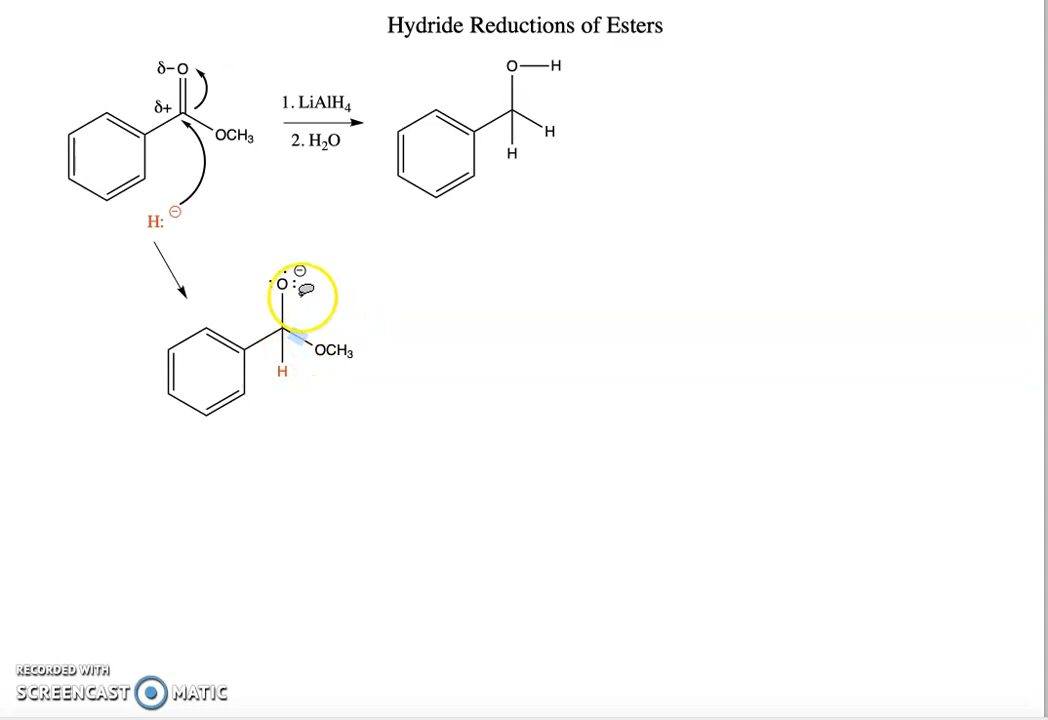 Hydride Reductions of Esters
δ-O
δ+
OCH3
H: ⊖
1. LiAlH4
2. H2O
O—H
H
H
⊖
:O:
OCH3
H
RECORDED WITH
SCREENCAST MATIC